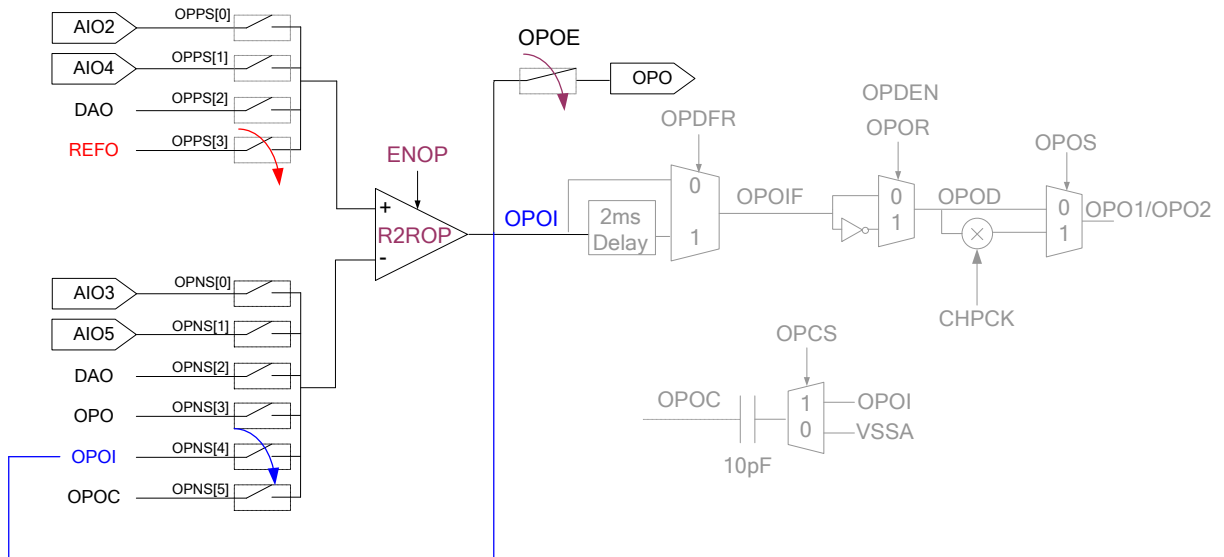 AIO2
OPPS[0]
AIO4
OPPS[1]
DAO
OPPS[2]
REFO
OPPS[3]
OPOE
OPO
ENOP
+
R2ROP
-
OPOI
OPDFR
0
1
2ms
Delay
OPOIF
OPDEN
OPOR
0
1
OPOD
×
CHPCK
OPOS
0
1
OPO1/OPO2
AIO3
OPNS[0]
AIO5
OPNS[1]
DAO
OPNS[2]
OPO
OPNS[3]
OPOI
OPNS[4]
OPOC
OPNS[5]
OPCS
OPOC
10pF
1
0
OPOI
VSSA